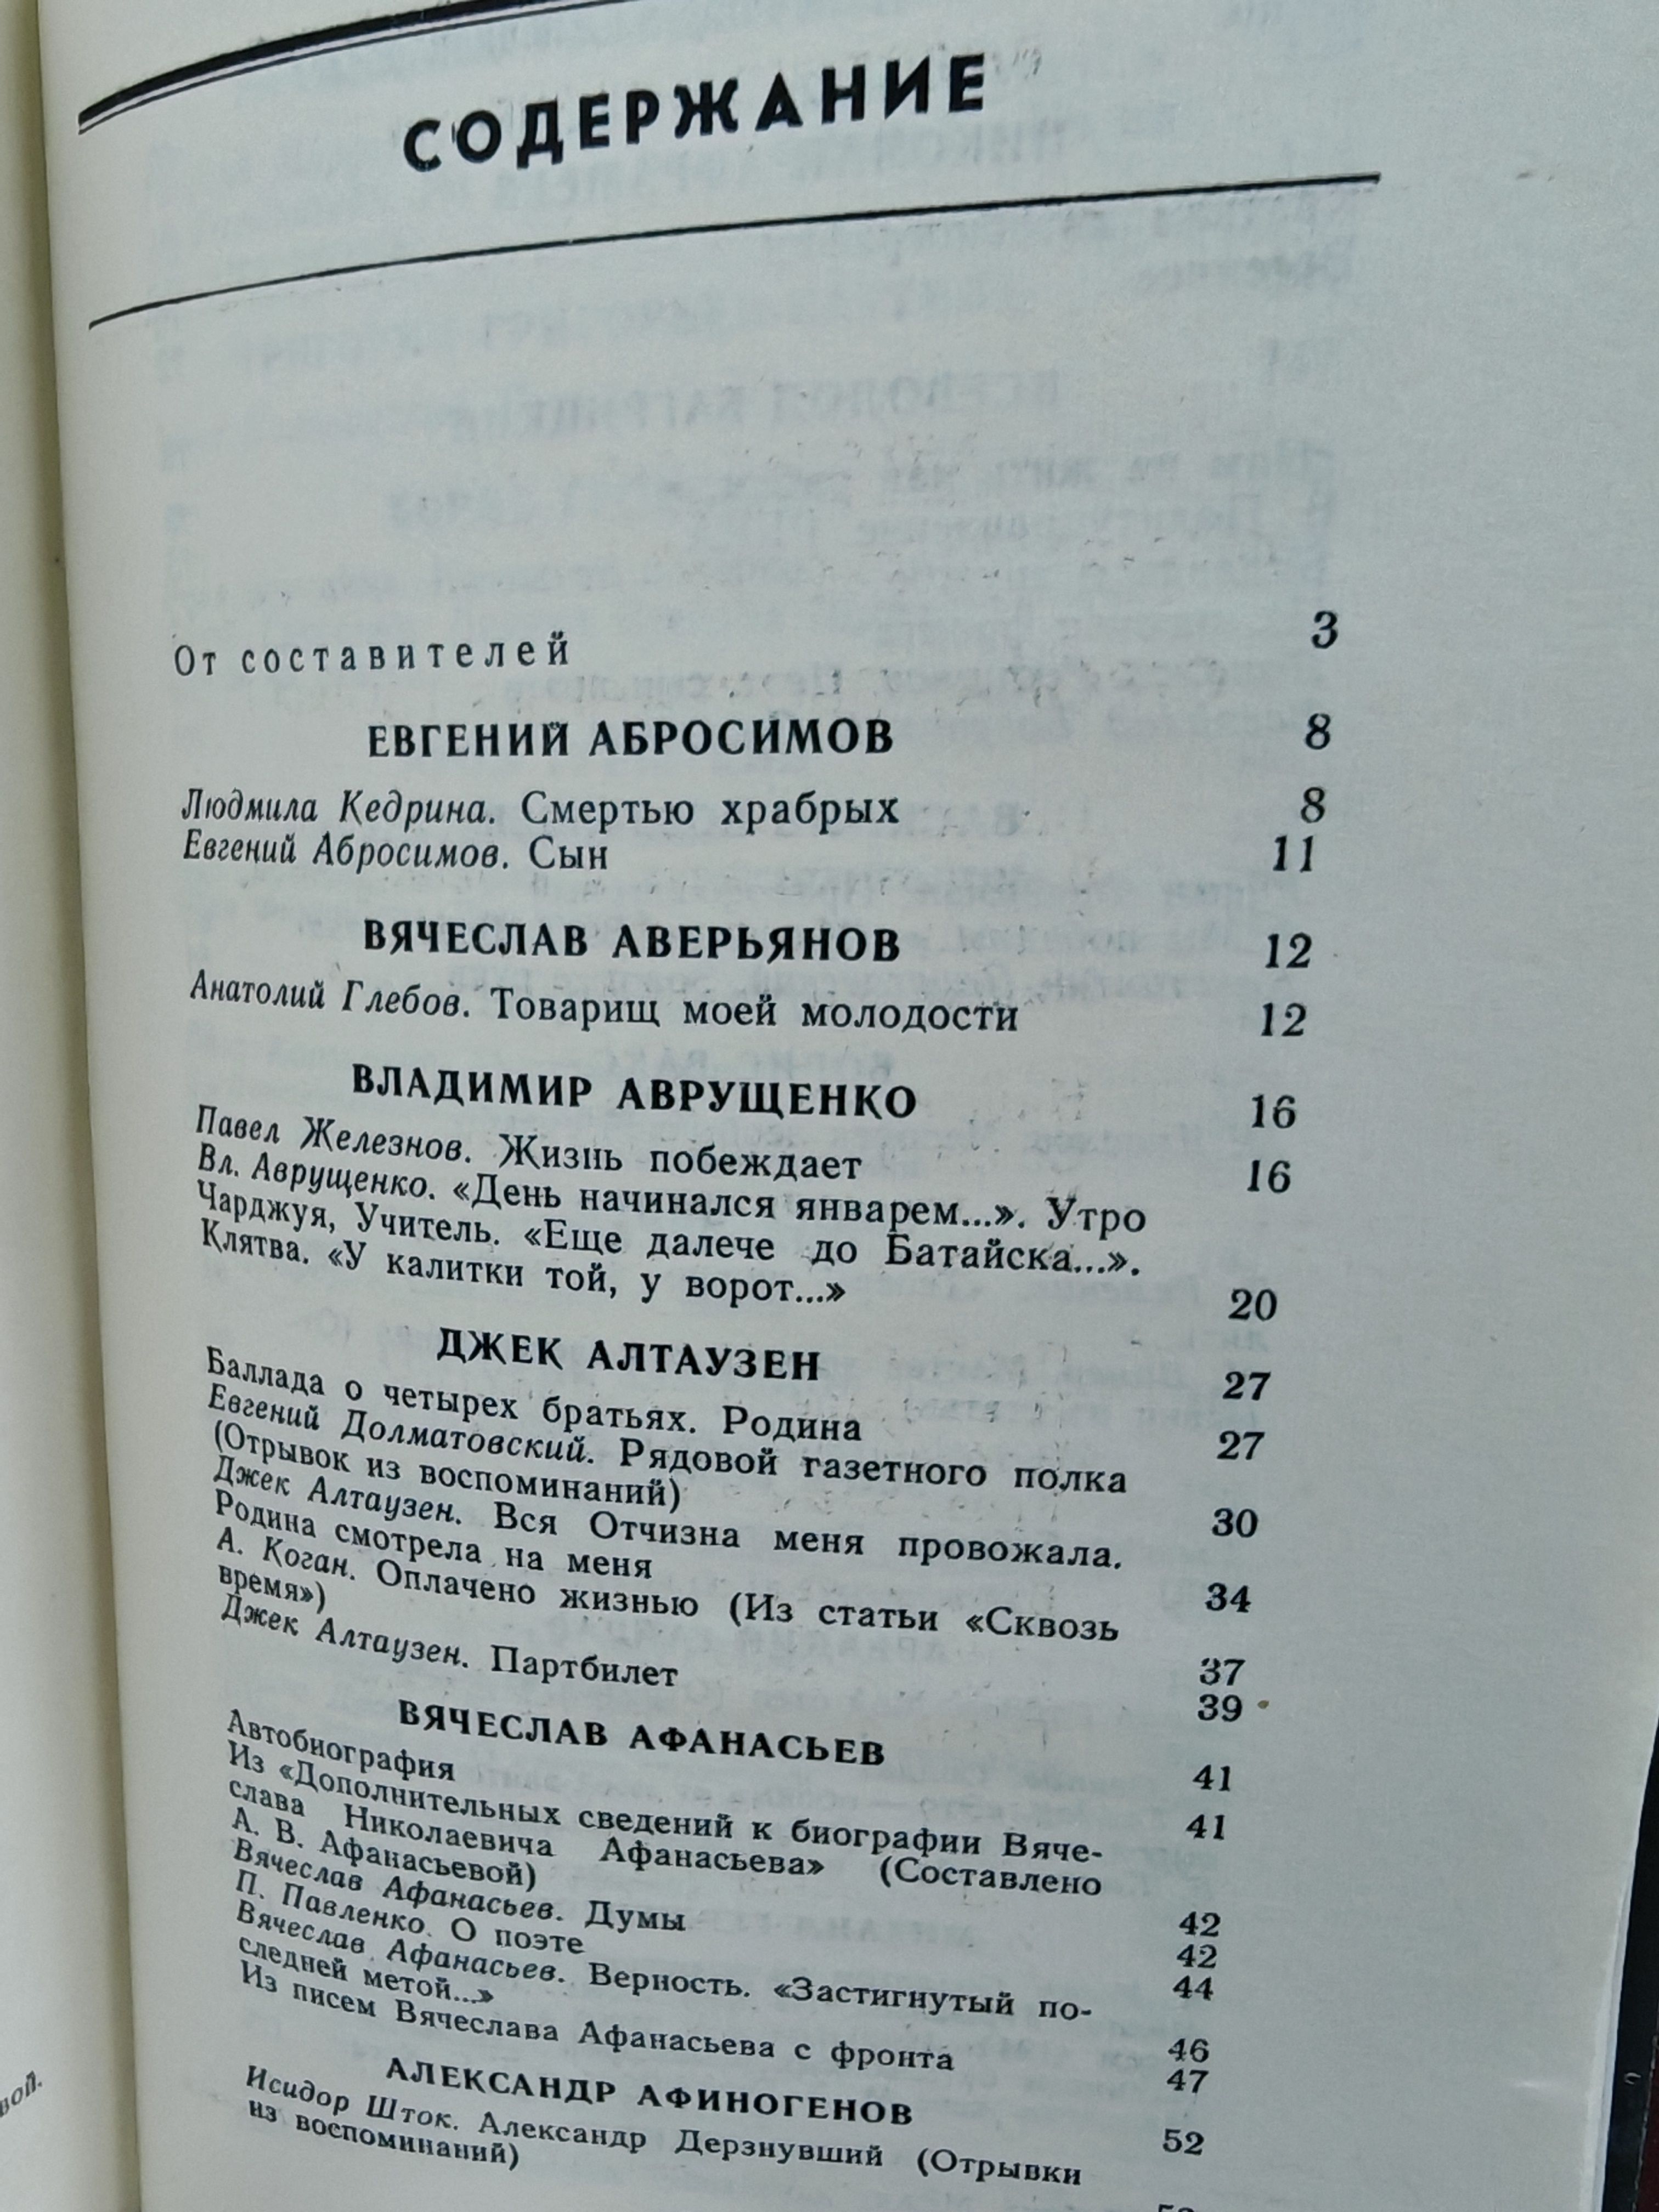 СОДЕРЖАНИЕ
От составителей 3
ЕВГЕНИЙ АБРОСИМОВ 8
Людмила Кедрина. Смертью храбрых 8
Евгений Абросимов. Сын 11
ВЯЧЕСЛАВ АВЕРЬЯНОВ 12
Анатолий Глебов. Товарищ моей молодости 12
ВЛАДИМИР АВРУЩЕНКО 16
Павел Железнов. Жизнь побеждает 16
Вл. Аврущенко. «День начинался январем...». Утро
Чарджуя, Учитель. «Еще далече до Батайска...».
Клятва. «У калитки той, у ворот...» 20
ДЖЕК АЛТАУЗЕН 27
Баллада о четырех братьях. Родина 27
Евгений Долматовский. Рядовой газетного полка
(Отрывок из воспоминаний) 30
Джек Алтаузен. Вся Отчизна меня провожала.
Родина смотрела на меня 34
А. Коган. Оплачено жизнью (Из статьи «Сквозь
время») 37
Джек Алтаузен. Партбилет 39
ВЯЧЕСЛАВ АФАНАСЬЕВ 41
Автобиография 41
Из «Дополнительных сведений к биографии Вяче-
слава Николаевича Афанасьева» (Составлено
А. В. Афанасьевой) 42
Вячеслав Афанасьев. Думы 42
П. Павленко. О поэте 44
Вячеслав Афанасьев. Верность. «Застигнутый по-
следней метой...» 46
Из писем Вячеслава Афанасьева с фронта 47
АЛЕКСАНДР АФИНОГЕНОВ 52
Исидор Шток. Александр Дерзнувший (Отрывки
из воспоминаний)
вой.